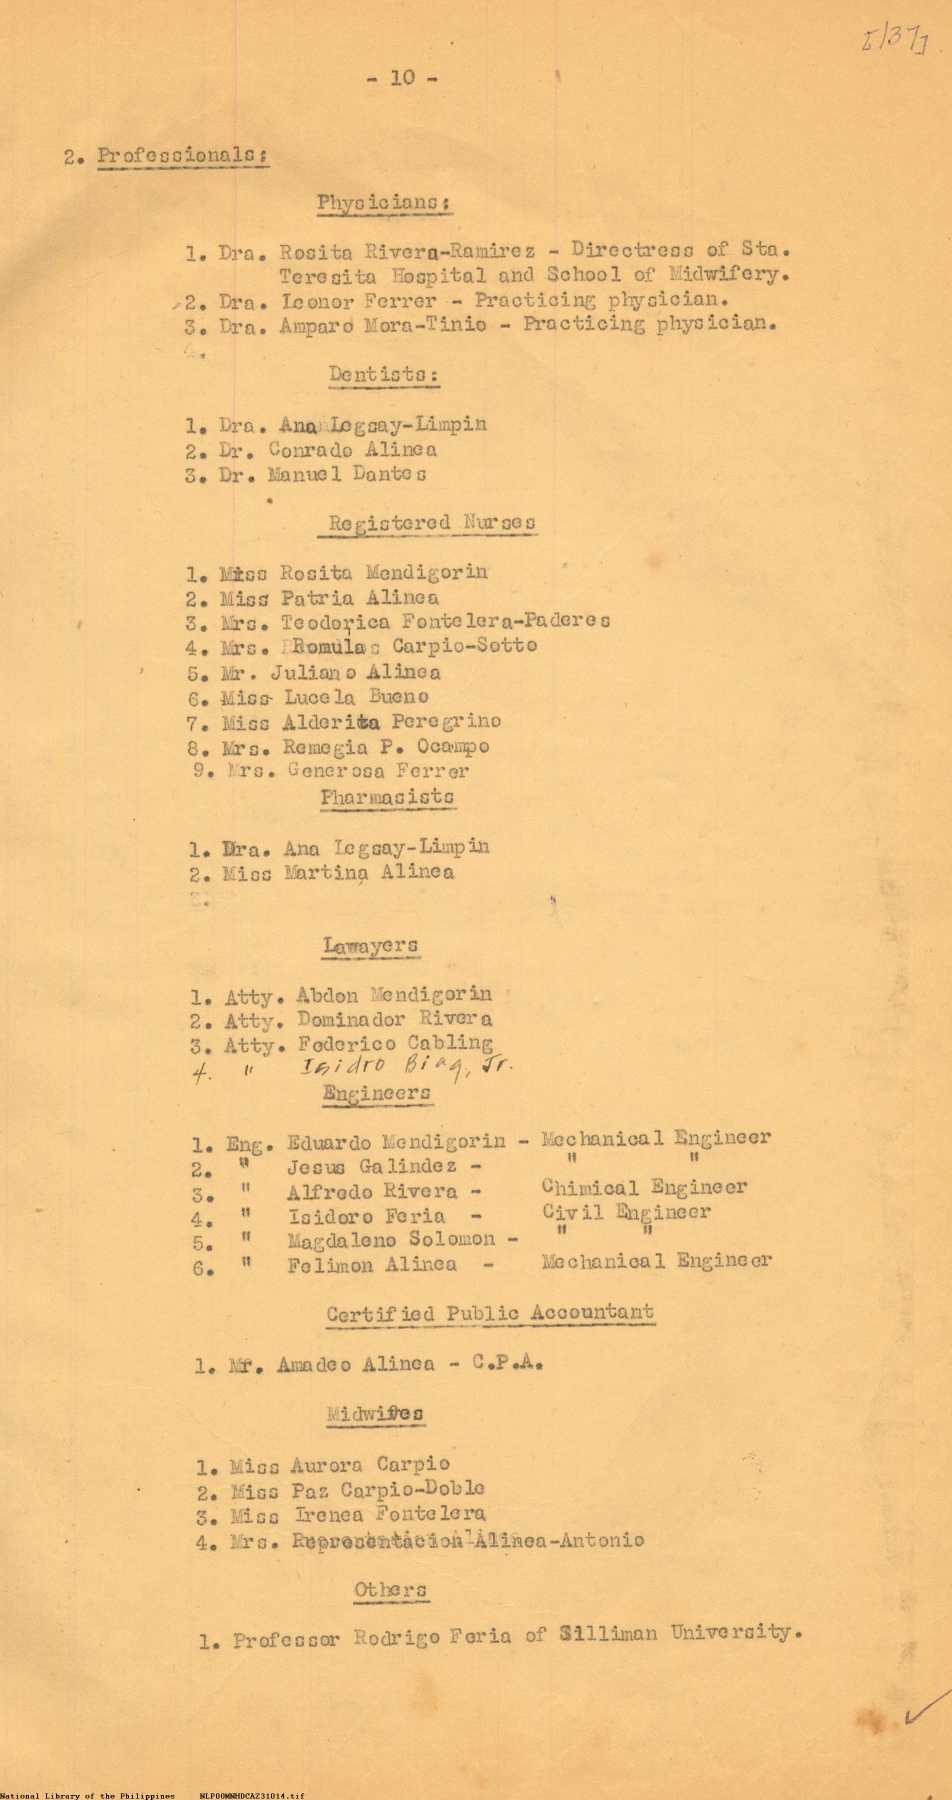 - 10 -
2. Professionals:
Physicians:
1. Dra. Rosita Rivera-Ramirez - Directress of Sta.
Teresita Hospital and School of Midwifery.
2. Dra. Leonor Ferrer - Practicing physician.
3. Dra. Amparo Mora-Tinio - Practicing physician.
4.
Dentists:
1. Dra. Ana Legsay-Limpin
2. Dr. Conrado Alinea
3. Dr. Manuel Dantes
Registered Nurses
1. Miss Rosita Mendigorin
2. Miss Patria Alinea
3. Mrs. Teodorica Fontelera-Paderes
4. Mrs. Romula Carpio-Sotto
5. Mr. Juliano Alinea
6. Miss Lucela Bueno
7. Miss Alderita Peregrino
8. Mrs. Remegia P. Ocampo
9. Mrs. Generosa Ferrer
Pharmasists
1. Dra. Ana Legsay-Limpin
2. Miss Martina Alinea
Lawayers
1. Atty. Abdon Mendigorin
2. Atty. Dominador Rivera
3. Atty. Federico Cabling
4. " Isidro Biag, Jr.
Engineers
1. Eng. Eduardo Mendigorin - Mechanical Engineer
2. " Jesus Galindez - " "
3. " Alfredo Rivera - Chimical Engineer
4. " Isidoro Feria - Civil Engineer
5. " Magdaleno Solomon - " "
6. " Felimon Alinea - Mechanical Engineer
Certified Public Accountant
1. Mr. Amadeo Alinea - C.P.A.
Midwifes
1. Miss Aurora Carpio
2. Miss Paz Carpio-Doble
3. Miss Irenea Fontelera
4. Mrs. Representacion Alinea-Antonio
Others
1. Professor Rodrigo Feria of Silliman University.
National Library of the Philippines NLP00MNHDCAZ31014.tif